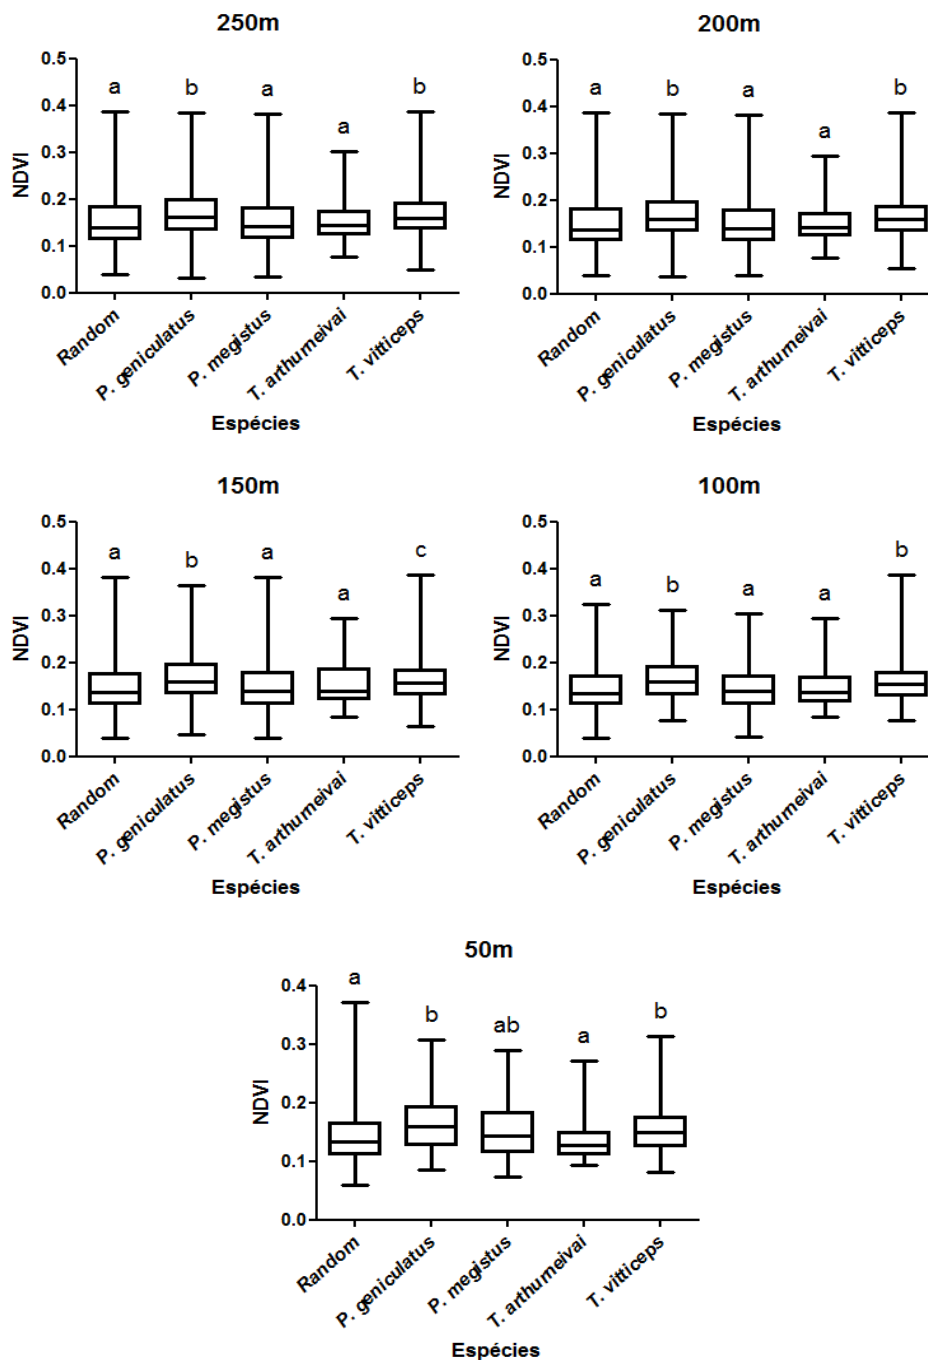 250m
0.5
0.4
0.3
0.2
0.1
0.0
NDVI
a b a a b
Random P. geniculatus P. megistus T. arthurneivai T. vitticeps
Espécies
200m
0.5
0.4
0.3
0.2
0.1
0.0
NDVI
a b a a b
Random P. geniculatus P. megistus T. arthurneivai T. vitticeps
Espécies
150m
0.5
0.4
0.3
0.2
0.1
0.0
NDVI
a b a a c
Random P. geniculatus P. megistus T. arthurneivai T. vitticeps
Espécies
100m
0.5
0.4
0.3
0.2
0.1
0.0
NDVI
a b a a b
Random P. geniculatus P. megistus T. arthurneivai T. vitticeps
Espécies
50m
0.4
0.3
0.2
0.1
0.0
NDVI
a b ab a b
Random P. geniculatus P. megistus T. arthurneivai T. vitticeps
Espécies